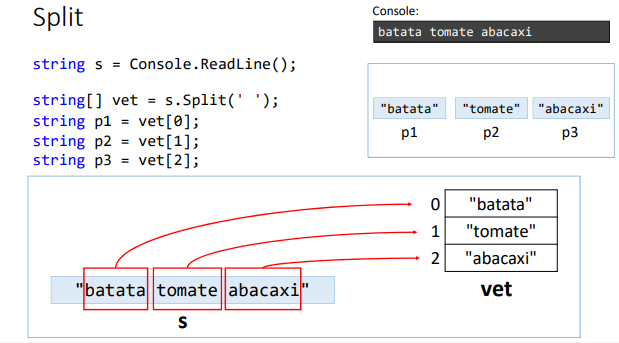 Split
Console:
batata tomate abacaxi
string s = Console.ReadLine();
string[] vet = s.Split(' ');
string p1 = vet[0];
string p2 = vet[1];
string p3 = vet[2];
"batata" "tomate" "abacaxi"
p1 p2 p3
0 "batata"
1 "tomate"
2 "abacaxi"
vet
"batata tomate abacaxi"
s